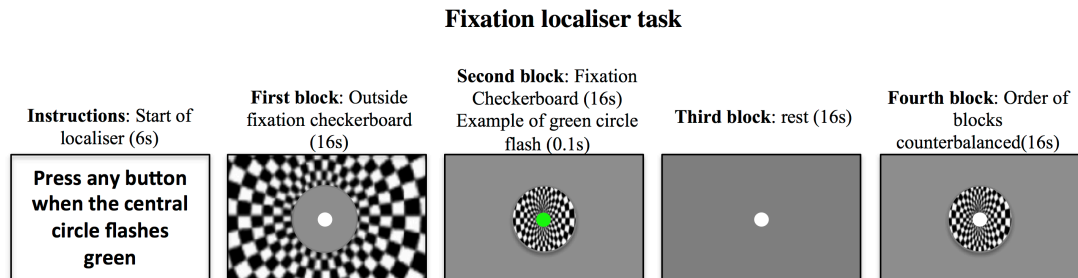 Fixation localiser task
Instructions: Start of
localiser (6s)
First block: Outside
fixation checkerboard
(16s)
Second block: Fixation
Checkerboard (16s)
Example of green circle
flash (0.1s)
Third block: rest (16s)
Fourth block: Order of
blocks
counterbalanced(16s)
Press any button
when the central
circle flashes
green